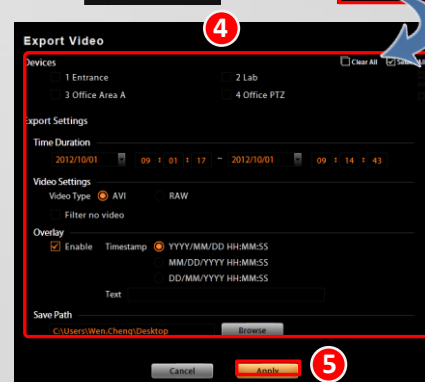 4
Export Video
Devices
Clear All
1 Entrance 2 Lab
3 Office Area A 4 Office PTZ
Export Settings
Time Duration
2012/10/01 09 : 01 : 17 ~ 2012/10/01 09 : 14 : 43
Video Settings
Video Type AVI RAW
Filter no video
Overlay
Enable Timestamp YYYY/MM/DD HH:MM:SS
MM/DD/YYYY HH:MM:SS
DD/MM/YYYY HH:MM:SS
Text
Save Path
C:\Users\Wen.Cheng\Desktop Browse
Cancel Apply 5